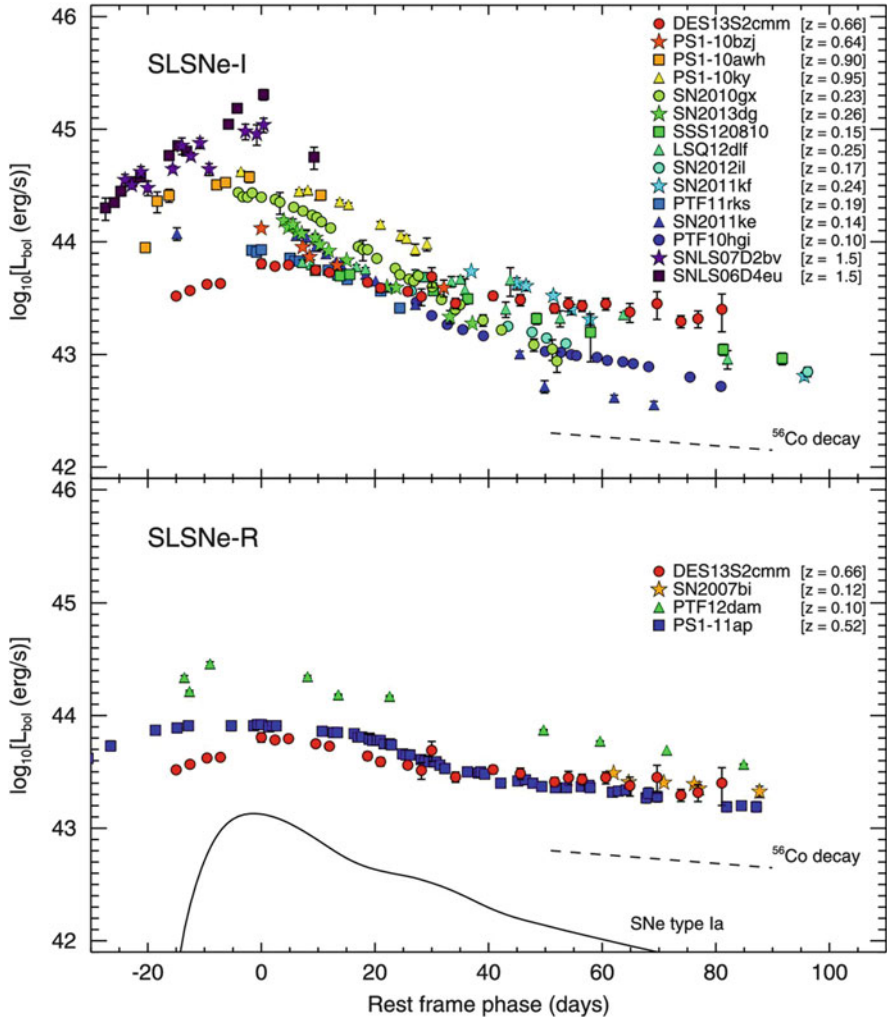 46
SLSNe-I
DES13S2cmm [z = 0.66]
PS1-10bzj [z = 0.64]
PS1-10awh [z = 0.90]
PS1-10ky [z = 0.95]
SN2010gx [z = 0.23]
SN2013dg [z = 0.26]
SSS120810 [z = 0.15]
LSQ12dlf [z = 0.25]
SN2012il [z = 0.17]
SN2011kf [z = 0.24]
PTF11rks [z = 0.19]
SN2011ke [z = 0.14]
PTF10hgi [z = 0.10]
SNLS07D2bv [z = 1.5]
SNLS06D4eu [z = 1.5]
45
log₁₀[L_bol (erg/s)]
44
43
⁵⁶Co decay
42
46
SLSNe-R
DES13S2cmm [z = 0.66]
SN2007bi [z = 0.12]
PTF12dam [z = 0.10]
PS1-11ap [z = 0.52]
45
log₁₀[L_bol (erg/s)]
44
43
⁵⁶Co decay
SNe type Ia
42
-20 0 20 40 60 80 100
Rest frame phase (days)